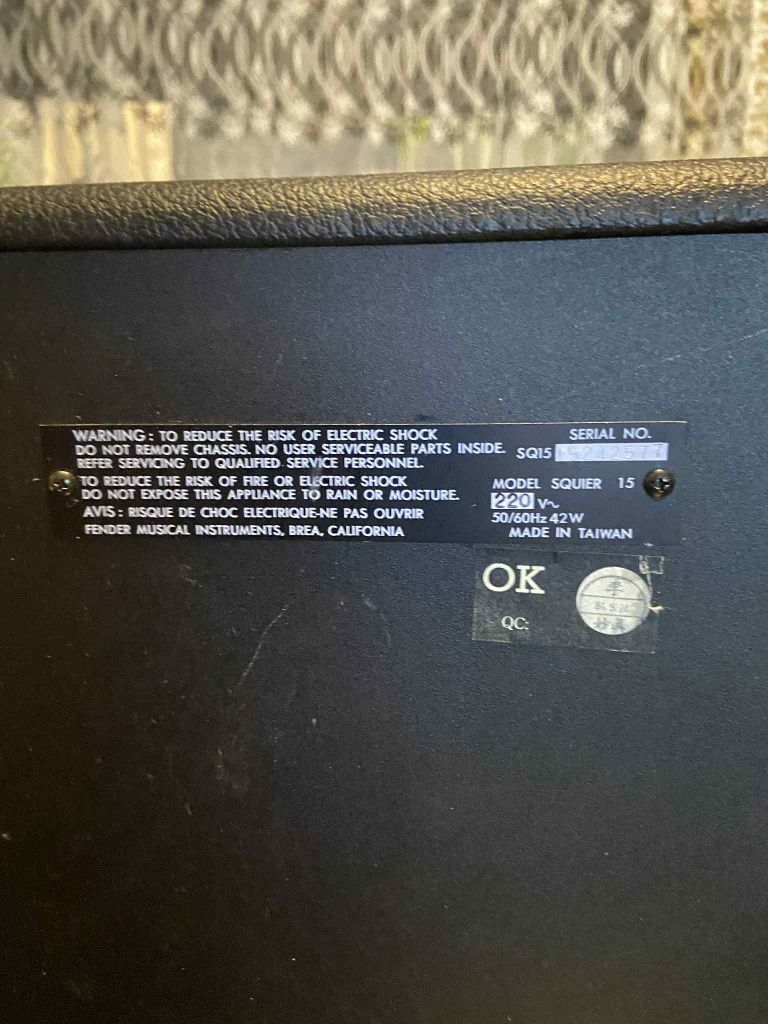 WARNING: TO REDUCE THE RISK OF ELECTRIC SHOCK
DO NOT REMOVE CHASSIS. NO USER SERVICEABLE PARTS INSIDE.
REFER SERVICING TO QUALIFIED SERVICE PERSONNEL.
TO REDUCE THE RISK OF FIRE OR ELECTRIC SHOCK
DO NOT EXPOSE THIS APPLIANCE TO RAIN OR MOISTURE.
AVIS: RISQUE DE CHOC ELECTRIQUE-NE PAS OUVRIR
FENDER MUSICAL INSTRUMENTS, BREA, CALIFORNIA
SERIAL NO.
SQ15
MODEL SQUIER 15
220 V~
50/60Hz 42W
MADE IN TAIWAN
OK
QC: